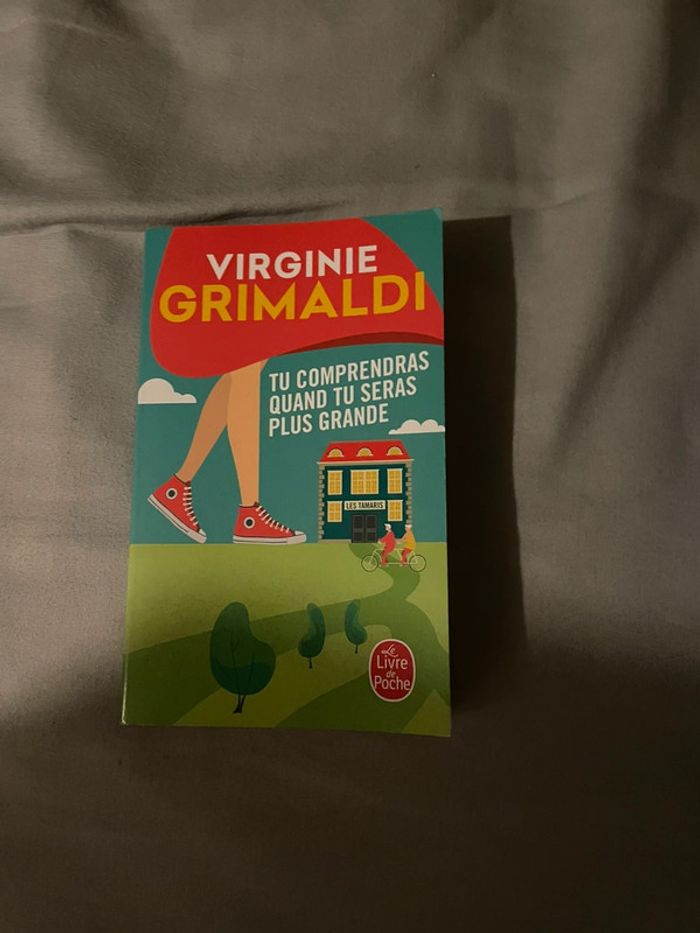 VIRGINIE
GRIMALDI
TU COMPRENDRAS
QUAND TU SERAS
PLUS GRANDE
LES TAMARIS
Le
Livre
de
Poche